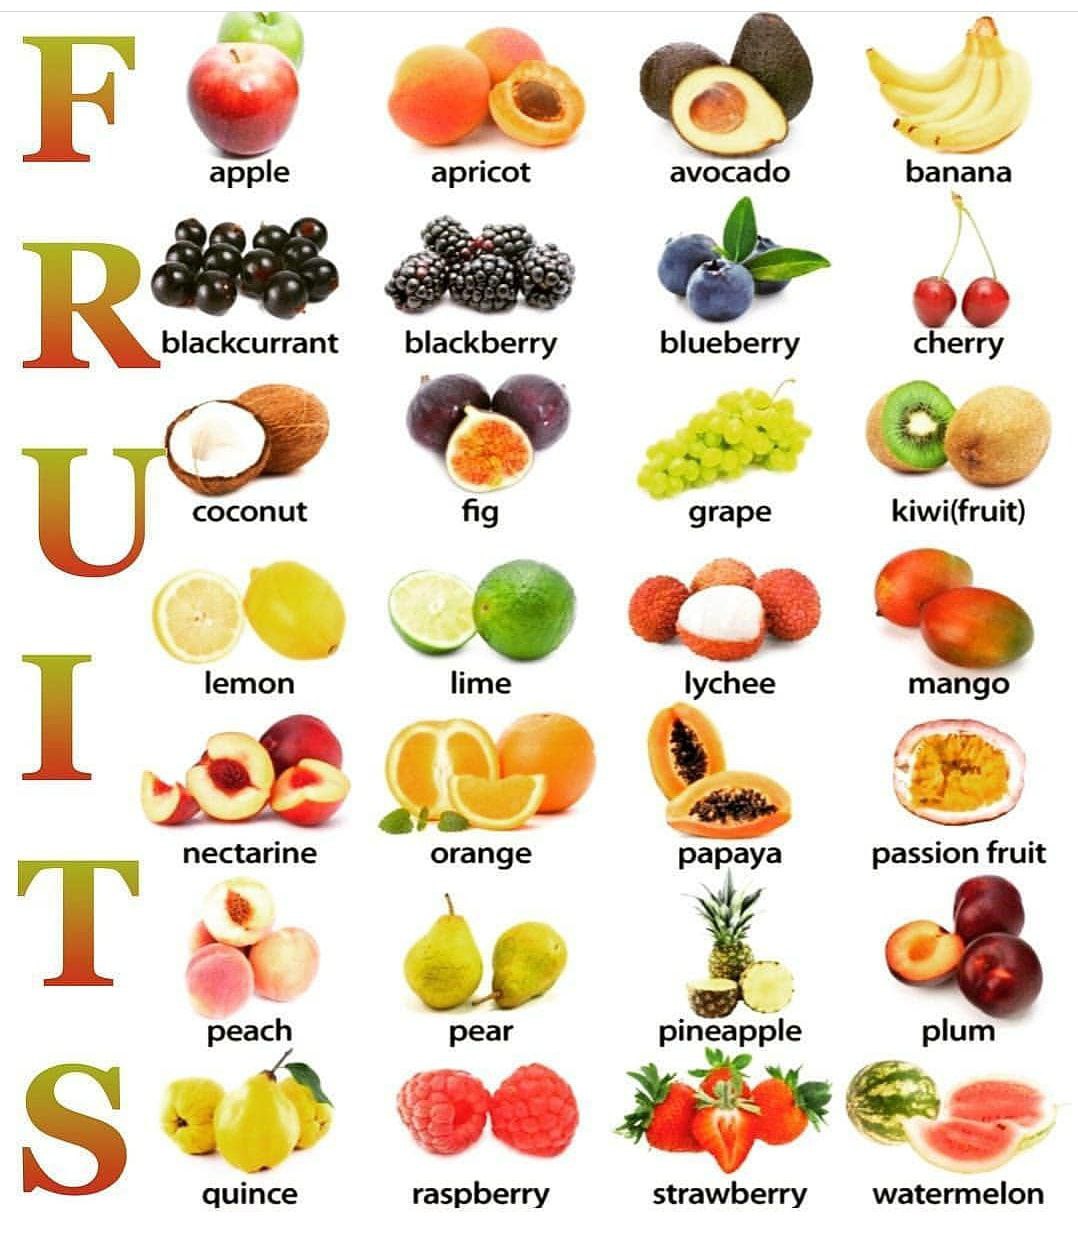 FRUITS
apple apricot avocado banana
blackcurrant blackberry blueberry cherry
coconut fig grape kiwi(fruit)
lemon lime lychee mango
nectarine orange papaya passion fruit
peach pear pineapple plum
quince raspberry strawberry watermelon